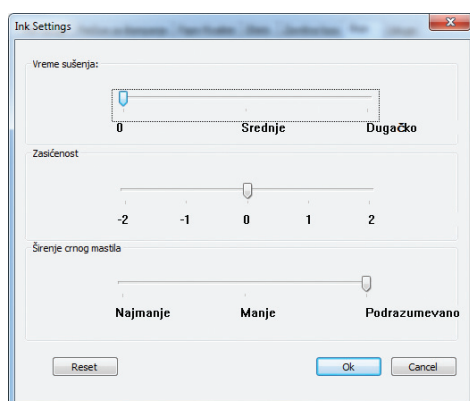 Ink Settings
Vreme sušenja:
0 Srednje Dugačko
Zasićenost
-2 -1 0 1 2
Širenje crnog mastila
Najmanje Manje Podrazumevano
Reset Ok Cancel